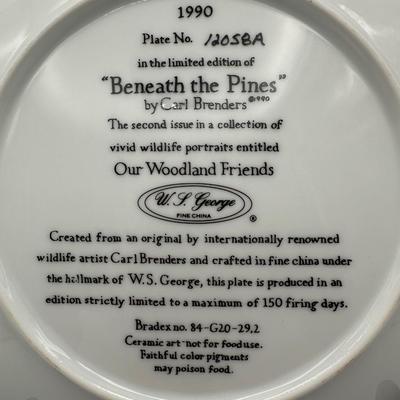 1990
Plate No. 12058A
in the limited edition of
"Beneath the Pines"
by Carl Brenders ©1990
The second issue in a collection of
vivid wildlife portraits entitled
Our Woodland Friends
W. S. George
FINE CHINA
®
Created from an original by internationally renowned
wildlife artist Carl Brenders and crafted in fine china under
the hallmark of W. S. George, this plate is produced in an
edition strictly limited to a maximum of 150 firing days.
Bradex no. 84-G20-29.2
Ceramic art-not for food use.
Faithful color pigments
may poison food.